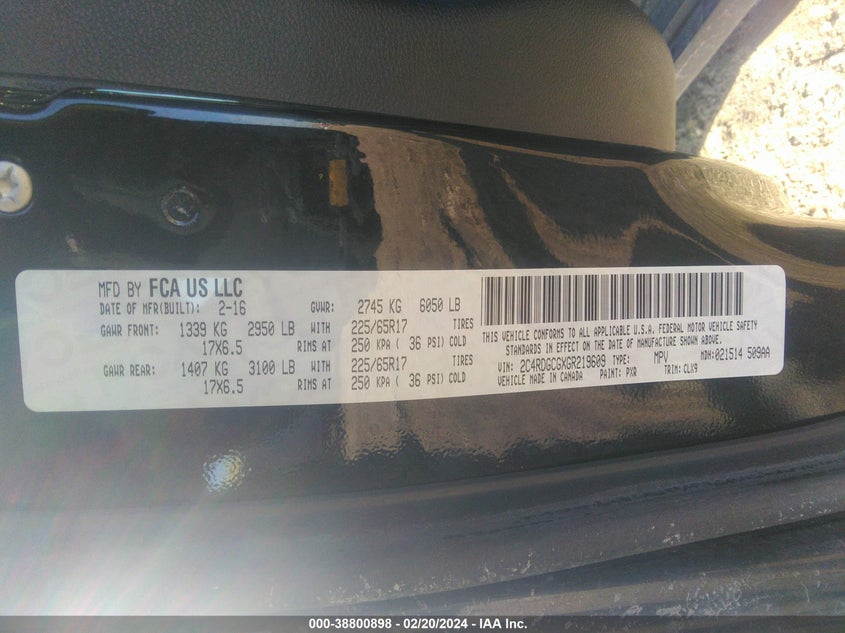 MFD BY FCA US LLC
DATE OF MFR(BUILT): 2-16 GVWR: 2745 KG 6050 LB
GAWR FRONT: 1339 KG 2950 LB WITH 225/65R17 TIRES
17X6.5 RIMS AT 250 KPA ( 36 PSI) COLD
GAWR REAR: 1407 KG 3100 LB WITH 225/65R17 TIRES
17X6.5 RIMS AT 250 KPA ( 36 PSI) COLD
THIS VEHICLE CONFORMS TO ALL APPLICABLE U.S.A. FEDERAL MOTOR VEHICLE SAFETY
STANDARDS IN EFFECT ON THE DATE OF MANUFACTURE SHOWN ABOVE.
VIN: 2C4RDGCGXGR219609 TYPE: MPV MDH: 021514 509AA
VEHICLE MADE IN CANADA PAINT: PXR TRIM: CLX9
000-38800898 - 02/20/2024 - IAA Inc.